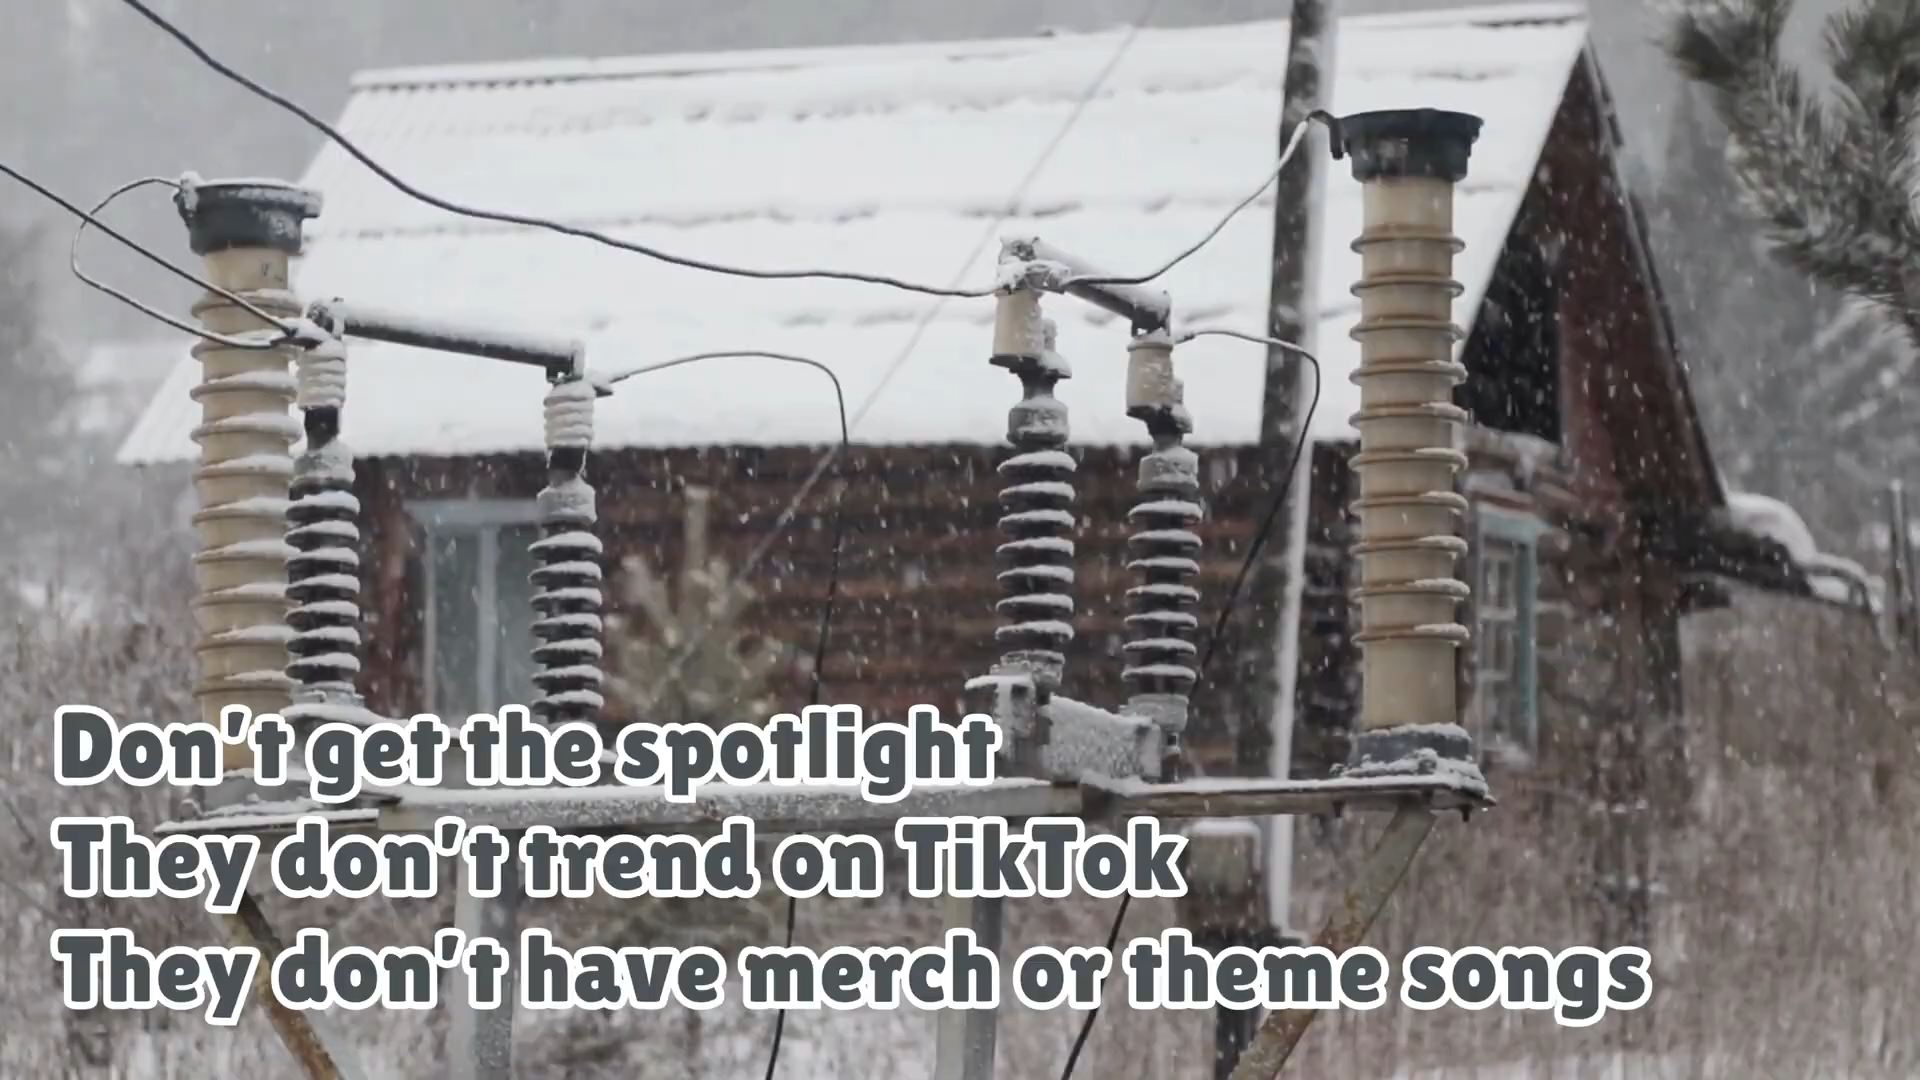 Don't get the spotlight
They don't trend on TikTok
They don't have merch or theme songs